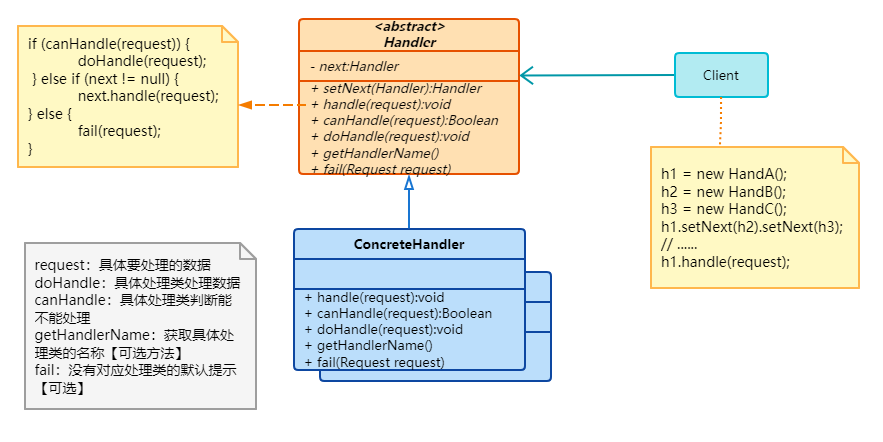 if (canHandle(request)) {
doHandle(request);
} else if (next != null) {
next.handle(request);
} else {
fail(request);
}
<abstract>
Handler
- next:Handler
+ setNext(Handler):Handler
+ handle(request):void
+ canHandle(request):Boolean
+ doHandle(request):void
+ getHandlerName()
+ fail(Request request)
Client
h1 = new HandA();
h2 = new HandB();
h3 = new HandC();
h1.setNext(h2).setNext(h3);
// ......
h1.handle(request);
request：具体要处理的数据
doHandle：具体处理类处理数据
canHandle：具体处理类判断能
不能处理
getHandlerName：获取具体处
理类的名称【可选方法】
fail：没有对应处理类的默认提示
【可选】
ConcreteHandler
+ handle(request):void
+ canHandle(request):Boolean
+ doHandle(request):void
+ getHandlerName()
+ fail(Request request)